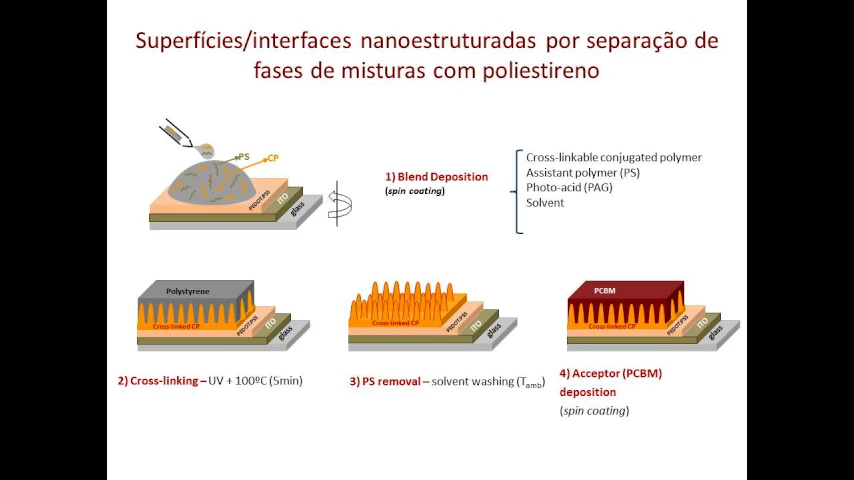 Superfícies/interfaces nanoestruturadas por separação de
fases de misturas com poliestireno
PS
CP
PEDOT:PSS
ITO
glass
1) Blend Deposition
(spin coating)
Cross-linkable conjugated polymer
Assistant polymer (PS)
Photo-acid (PAG)
Solvent
Polystyrene
Cross-linked CP
PEDOT:PSS
ITO
glass
Cross-linked CP
PEDOT:PSS
ITO
glass
PCBM
Cross-linked CP
PEDOT:PSS
ITO
glass
2) Cross-linking – UV + 100ºC (5min)
3) PS removal – solvent washing (Tamb)
4) Acceptor (PCBM)
deposition
(spin coating)